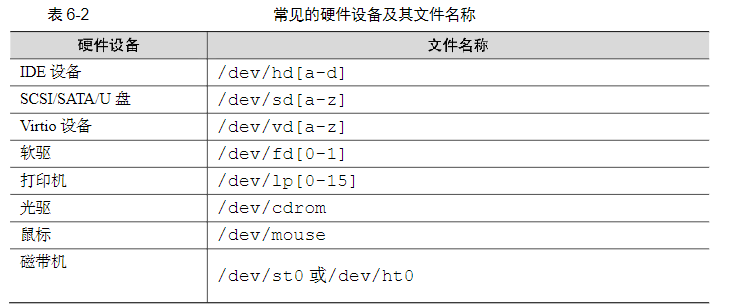 表 6-2 常见的硬件设备及其文件名称
硬件设备 文件名称
IDE 设备 /dev/hd[a-d]
SCSI/SATA/U 盘 /dev/sd[a-z]
Virtio 设备 /dev/vd[a-z]
软驱 /dev/fd[0-1]
打印机 /dev/lp[0-15]
光驱 /dev/cdrom
鼠标 /dev/mouse
磁带机 /dev/st0 或/dev/ht0